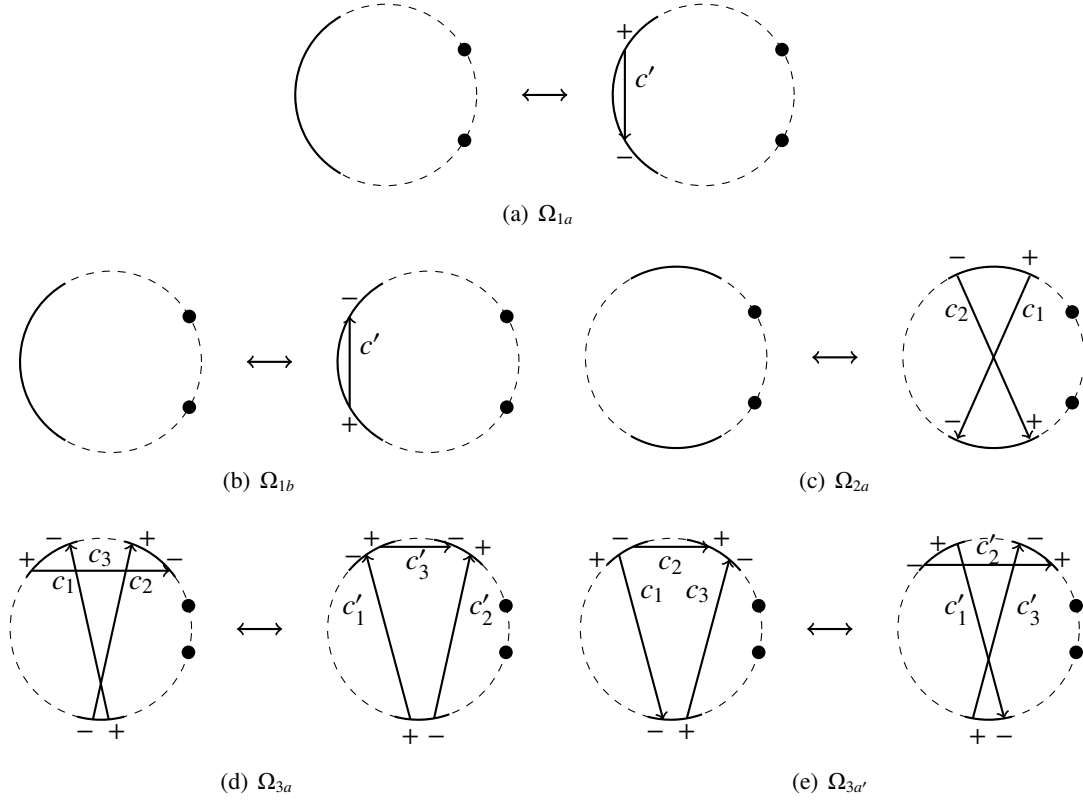 +
c′
−
(a) Ω1a
−
c′
+
(b) Ω1b
− +
c2 c1
− +
(c) Ω2a
+ − + −
c3
c1 c2
− +
(d) Ω3a
− + − +
c′3
c′1 c′2
+ −
+ − + −
c2
c1 c3
− +
(e) Ω3a′
− + − +
c′2
c′1 c′3
+ −